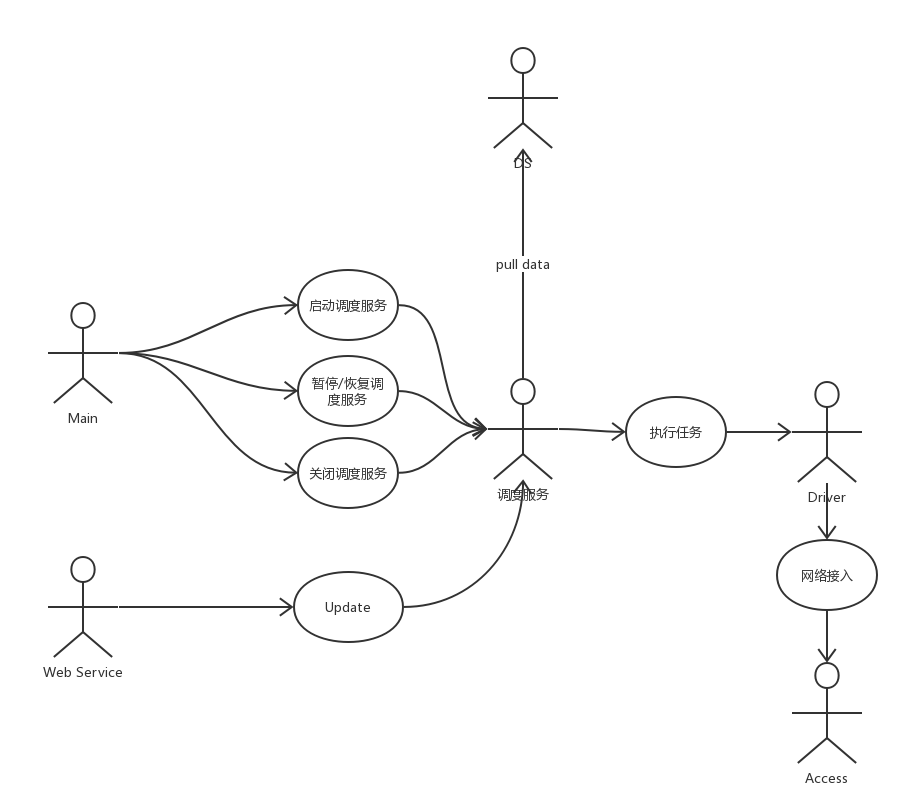 DS
pull data
启动调度服务
暂停/恢复调
度服务
Main
关闭调度服务
调度服务
执行任务
Driver
网络接入
Update
Web Service
Access